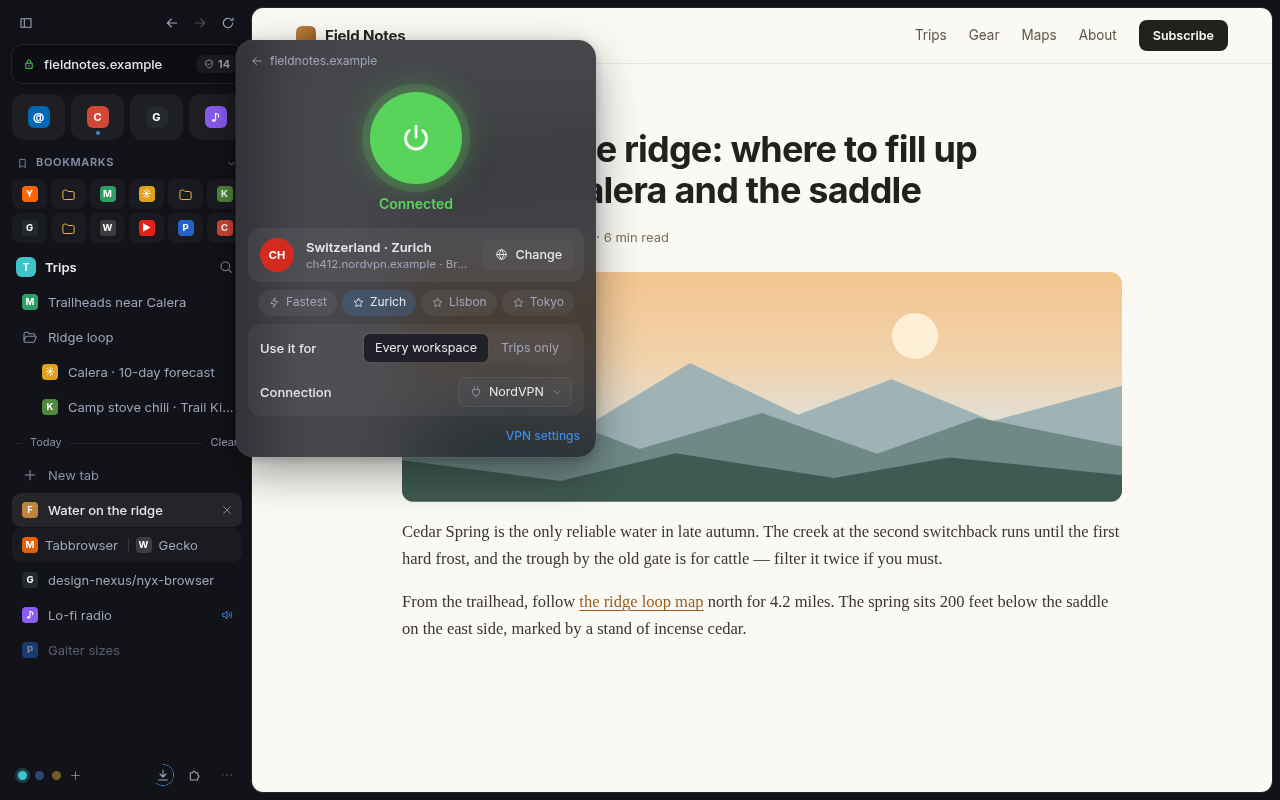 fieldnotes.example
14
@
C
G
BOOKMARKS
Y
M
K
G
W
P
C
T Trips
M Trailheads near Calera
Ridge loop
Calera · 10-day forecast
K Camp stove chili · Trail Ki...
Today
Clear
New tab
F Water on the ridge
M Tabbrowser
W Gecko
G design-nexus/nyx-browser
Lo-fi radio
P Gaiter sizes
fieldnotes.example
Connected
CH
Switzerland · Zurich
ch412.nordvpn.example · Br...
Change
Fastest
Zurich
Lisbon
Tokyo
Use it for
Every workspace
Trips only
Connection
NordVPN
VPN settings
Field Notes
Trips
Gear
Maps
About
Subscribe
ridge: where to fill up
and the saddle
· 6 min read
Cedar Spring is the only reliable water in late autumn. The creek at the second switchback runs until the first
hard frost, and the trough by the old gate is for cattle — filter it twice if you must.
From the trailhead, follow the ridge loop map north for 4.2 miles. The spring sits 200 feet below the saddle
on the east side, marked by a stand of incense cedar.